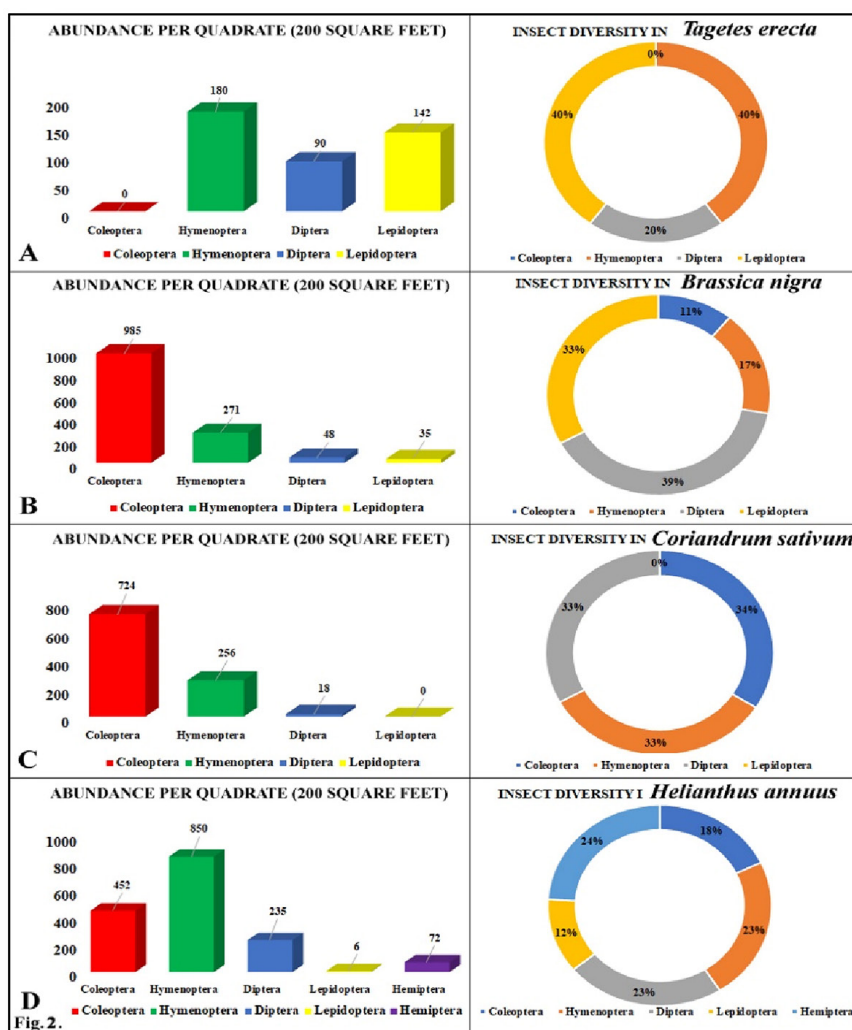 ABUNDANCE PER QUADRATE (200 SQUARE FEET)
200
150
100
50
0
0
180
90
142
Coleoptera Hymenoptera Diptera Lepidoptera
A
Coleoptera Hymenoptera Diptera Lepidoptera
INSECT DIVERSITY IN Tagetes erecta
0%
40%
40%
20%
Coleoptera Hymenoptera Diptera Lepidoptera
ABUNDANCE PER QUADRATE (200 SQUARE FEET)
1000
800
600
400
200
0
985
271
48
35
Coleoptera Hymenoptera Diptera Lepidoptera
B
Coleoptera Hymenoptera Diptera Lepidoptera
INSECT DIVERSITY IN Brassica nigra
11%
33%
17%
39%
Coleoptera Hymenoptera Diptera Lepidoptera
ABUNDANCE PER QUADRATE (200 SQUARE FEET)
800
600
400
200
0
724
256
18
0
Coleoptera Hymenoptera Diptera Lepidoptera
C
Coleoptera Hymenoptera Diptera Lepidoptera
INSECT DIVERSITY IN Coriandrum sativum
0%
33%
34%
33%
Coleoptera Hymenoptera Diptera Lepidoptera
ABUNDANCE PER QUADRATE (200 SQUARE FEET)
1000
800
600
400
200
0
452
850
235
6
72
Coleoptera Hymenoptera Diptera Lepidoptera Hemiptera
D
Coleoptera Hymenoptera Diptera Lepidoptera Hemiptera
Fig. 2.
INSECT DIVERSITY I Helianthus annuus
18%
24%
23%
12%
23%
Coleoptera Hymenoptera Diptera Lepidoptera Hemiptera